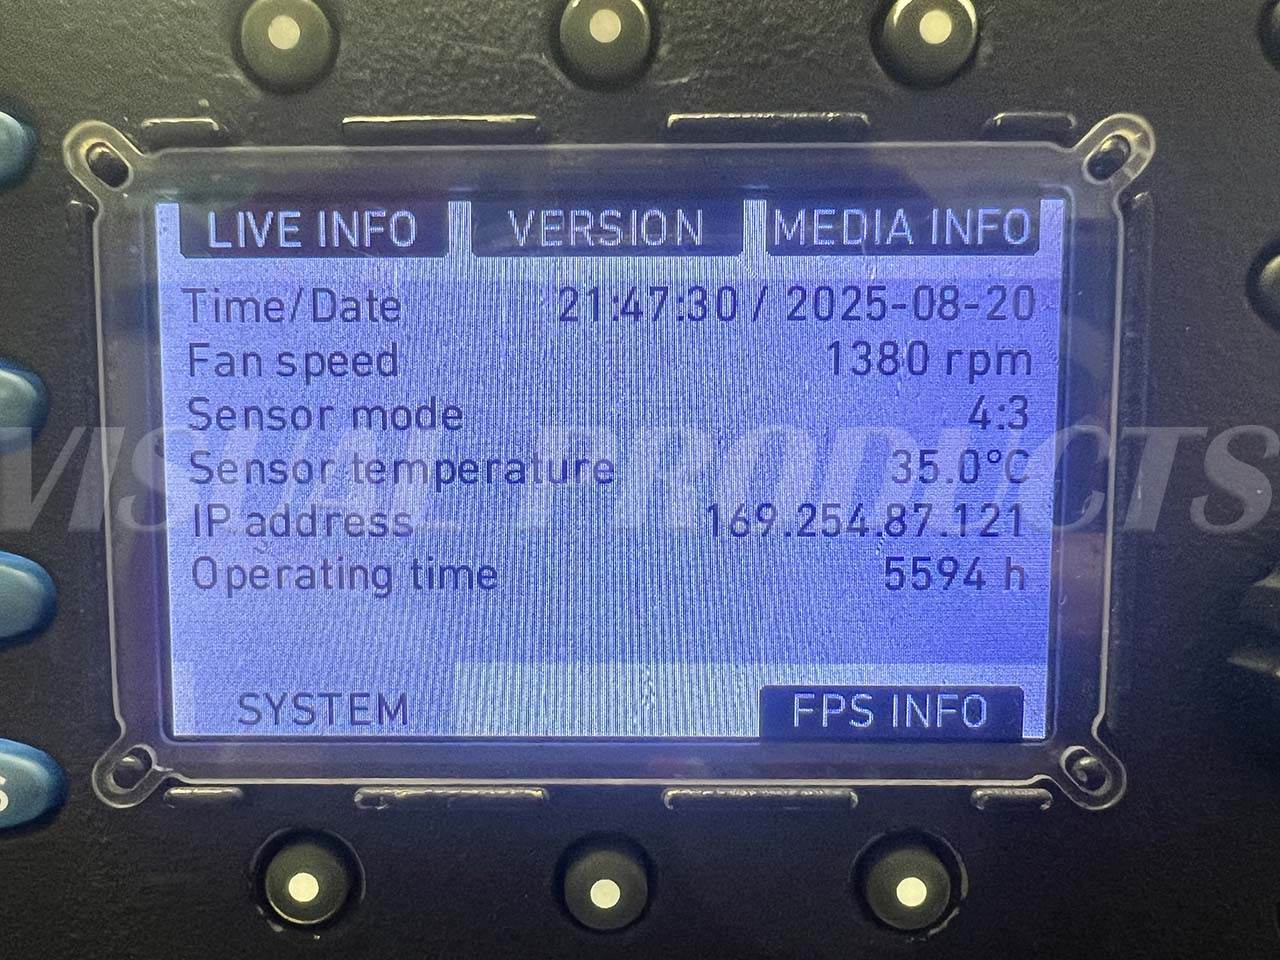 LIVE INFO VERSION MEDIA INFO
Time/Date 21:47:30 / 2025-08-20
Fan speed 1380 rpm
Sensor mode 4:3
VISUAL PRODUCTS
Sensor temperature 35.0°C
IP address 169.254.87.121
Operating time 5594 h
SYSTEM FPS INFO
S